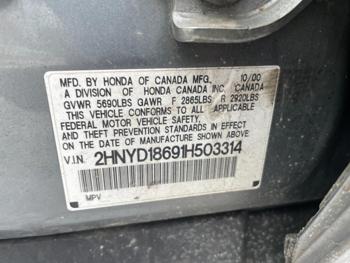 MFD. BY HONDA OF CANADA MFG. 10/00
A DIVISION OF HONDA CANADA INC. CANADA
GVWR 5690LBS GAWR F 2865LBS R 2920LBS
THIS VEHICLE CONFORMS TO ALL APPLICABLE
FEDERAL MOTOR VEHICLE SAFETY
AND THEFT PREVENTION STANDARDS IN EFFECT
ON THE DATE OF MANUFACTURE SHOWN ABOVE.
V.I.N. 2HNYD18691H503314
MPV